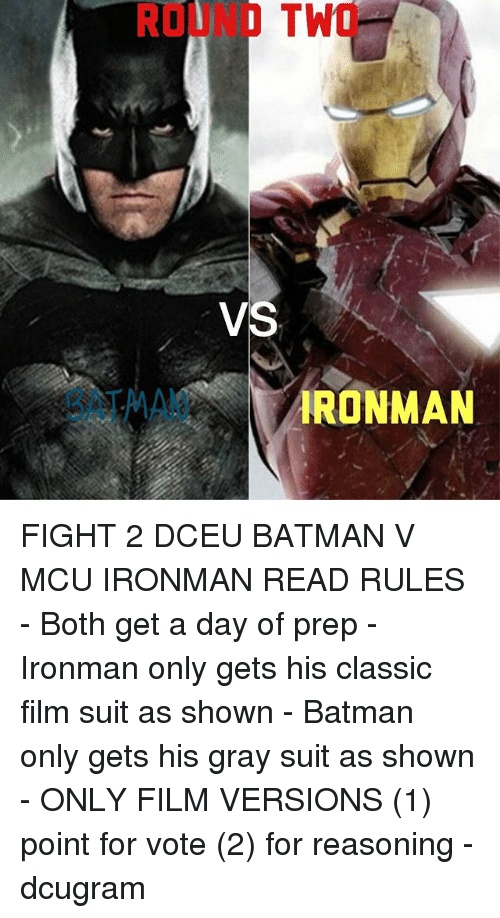 ROUND TWO
VS
BATMAN
IRONMAN
FIGHT 2 DCEU BATMAN V
MCU IRONMAN READ RULES
- Both get a day of prep -
Ironman only gets his classic
film suit as shown - Batman
only gets his gray suit as shown
- ONLY FILM VERSIONS (1)
point for vote (2) for reasoning -
dcugram